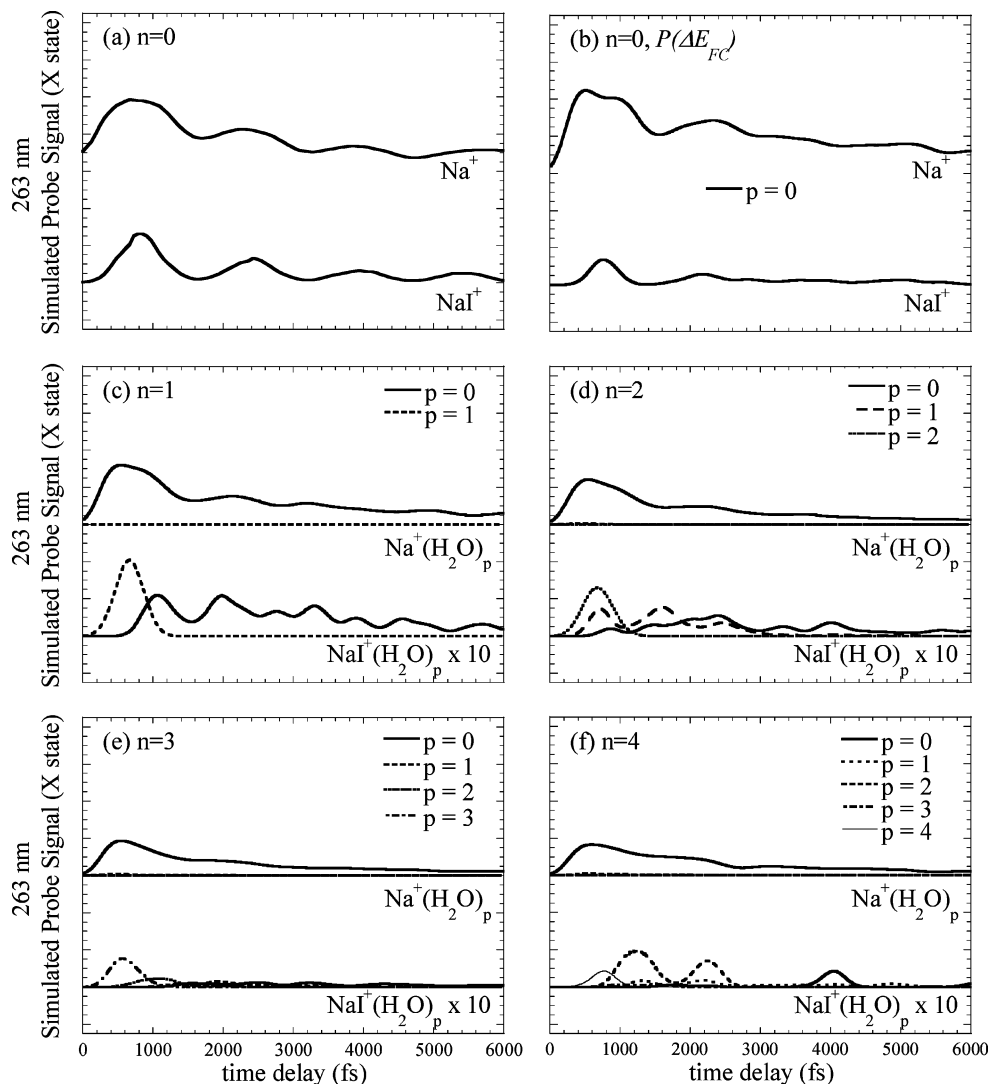 263 nm
Simulated Probe Signal (X state)
(a) n=0
Na+
NaI+
(b) n=0, P(ΔE_FC)
Na+
p = 0
NaI+
263 nm
Simulated Probe Signal (X state)
(c) n=1
p = 0
p = 1
Na+(H2O)p
NaI+(H2O)p x 10
(d) n=2
p = 0
p = 1
p = 2
Na+(H2O)p
NaI+(H2O)p x 10
263 nm
Simulated Probe Signal (X state)
(e) n=3
p = 0
p = 1
p = 2
p = 3
Na+(H2O)p
NaI+(H2O)p x 10
0 1000 2000 3000 4000 5000 6000
time delay (fs)
(f) n=4
p = 0
p = 1
p = 2
p = 3
p = 4
Na+(H2O)p
NaI+(H2O)p x 10
0 1000 2000 3000 4000 5000 6000
time delay (fs)